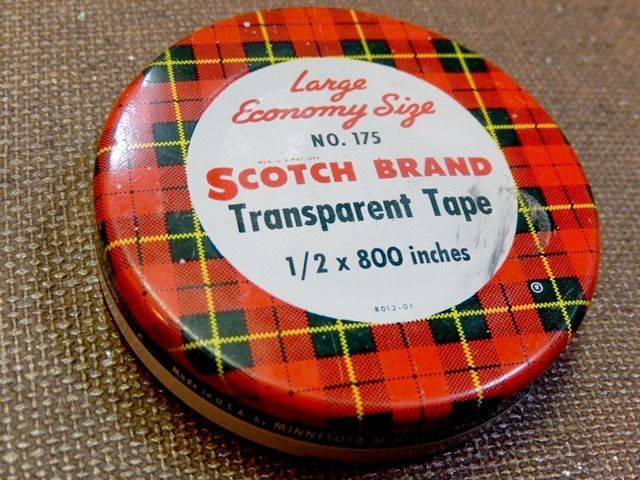 Large
Economy Size
NO. 175
REG. U.S. PAT. OFF.
SCOTCH BRAND
Transparent Tape
1/2 x 800 inches
8012-01
®
Made in U.S.A. by MINNESOTA